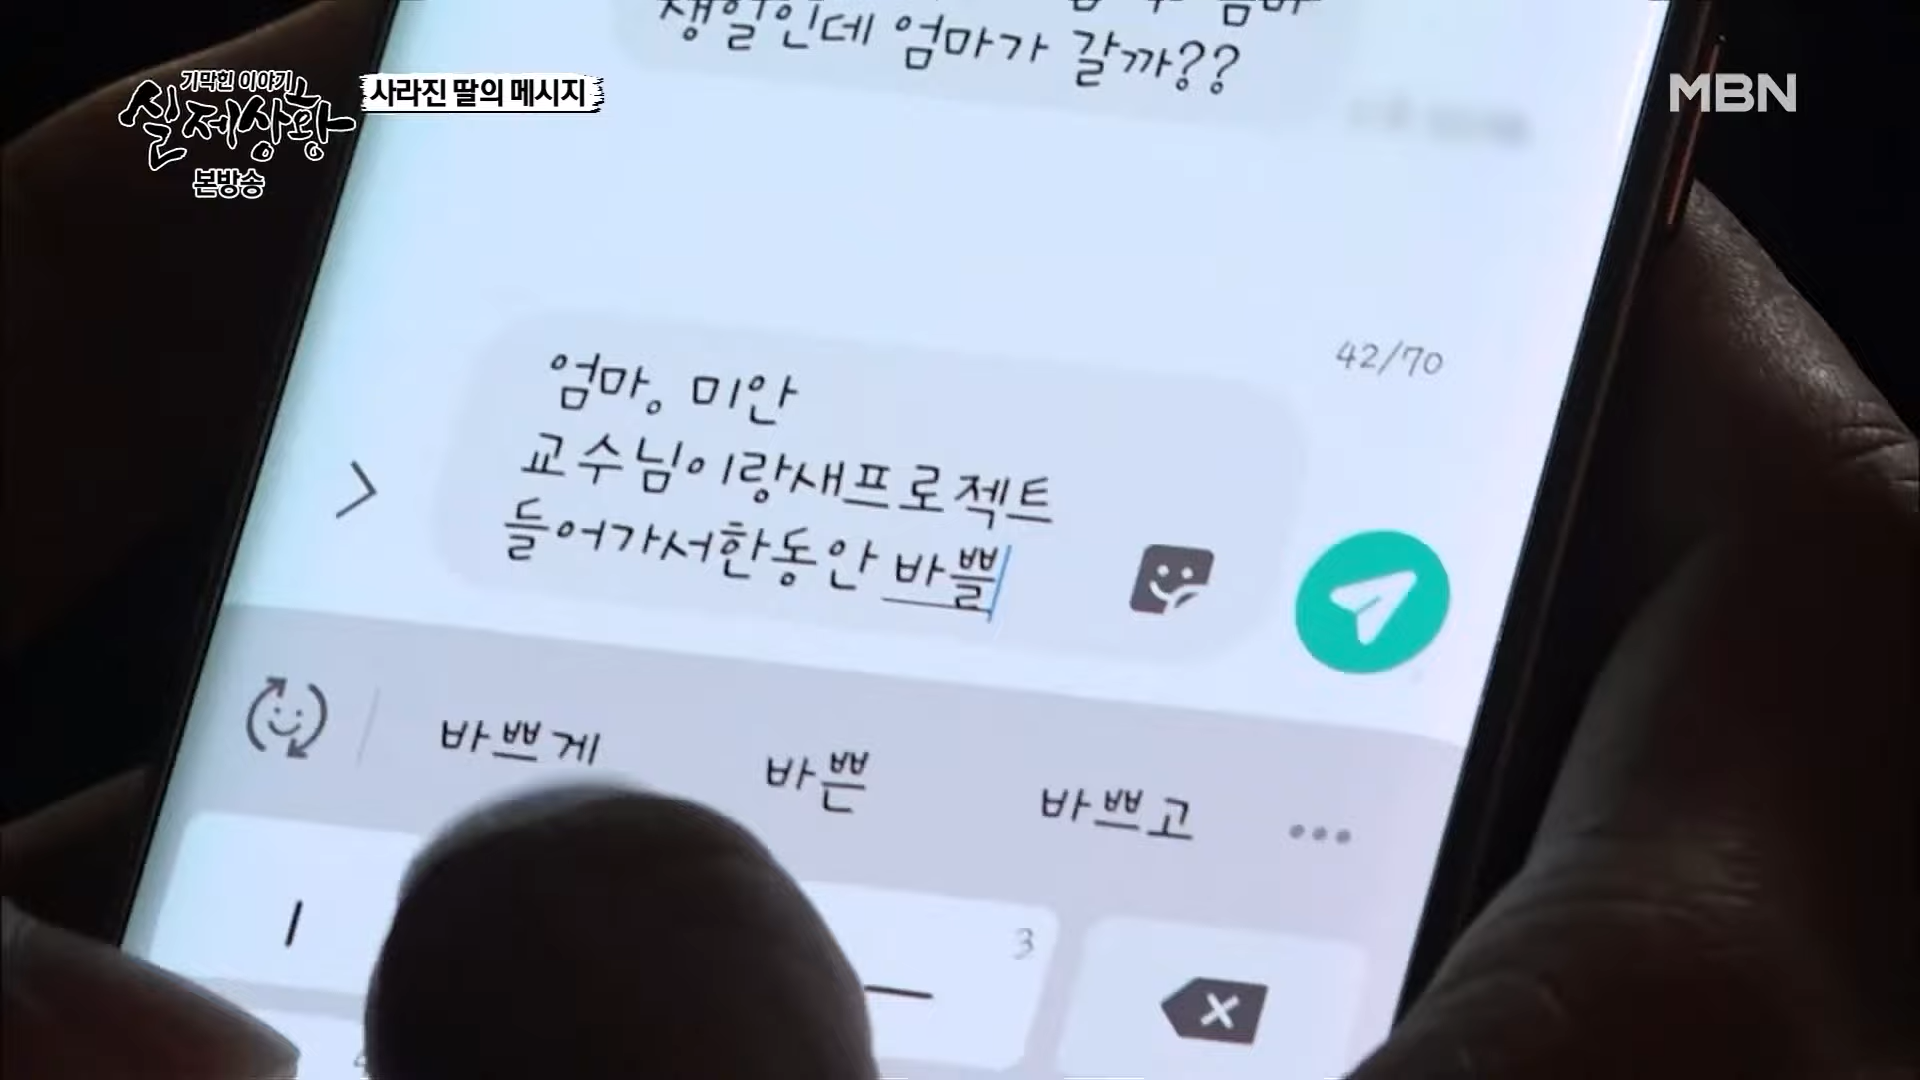 기막힌 이야기
실제상황
본방송
사라진 딸의 메시지
MBN
생일인데 엄마가 갈까??
42/70
엄마。 미안
교수님이랑새프로젝트
들어가서한동안 바쁠
바쁘게 바쁜 바쁘고
ㅣ ㅡ 3